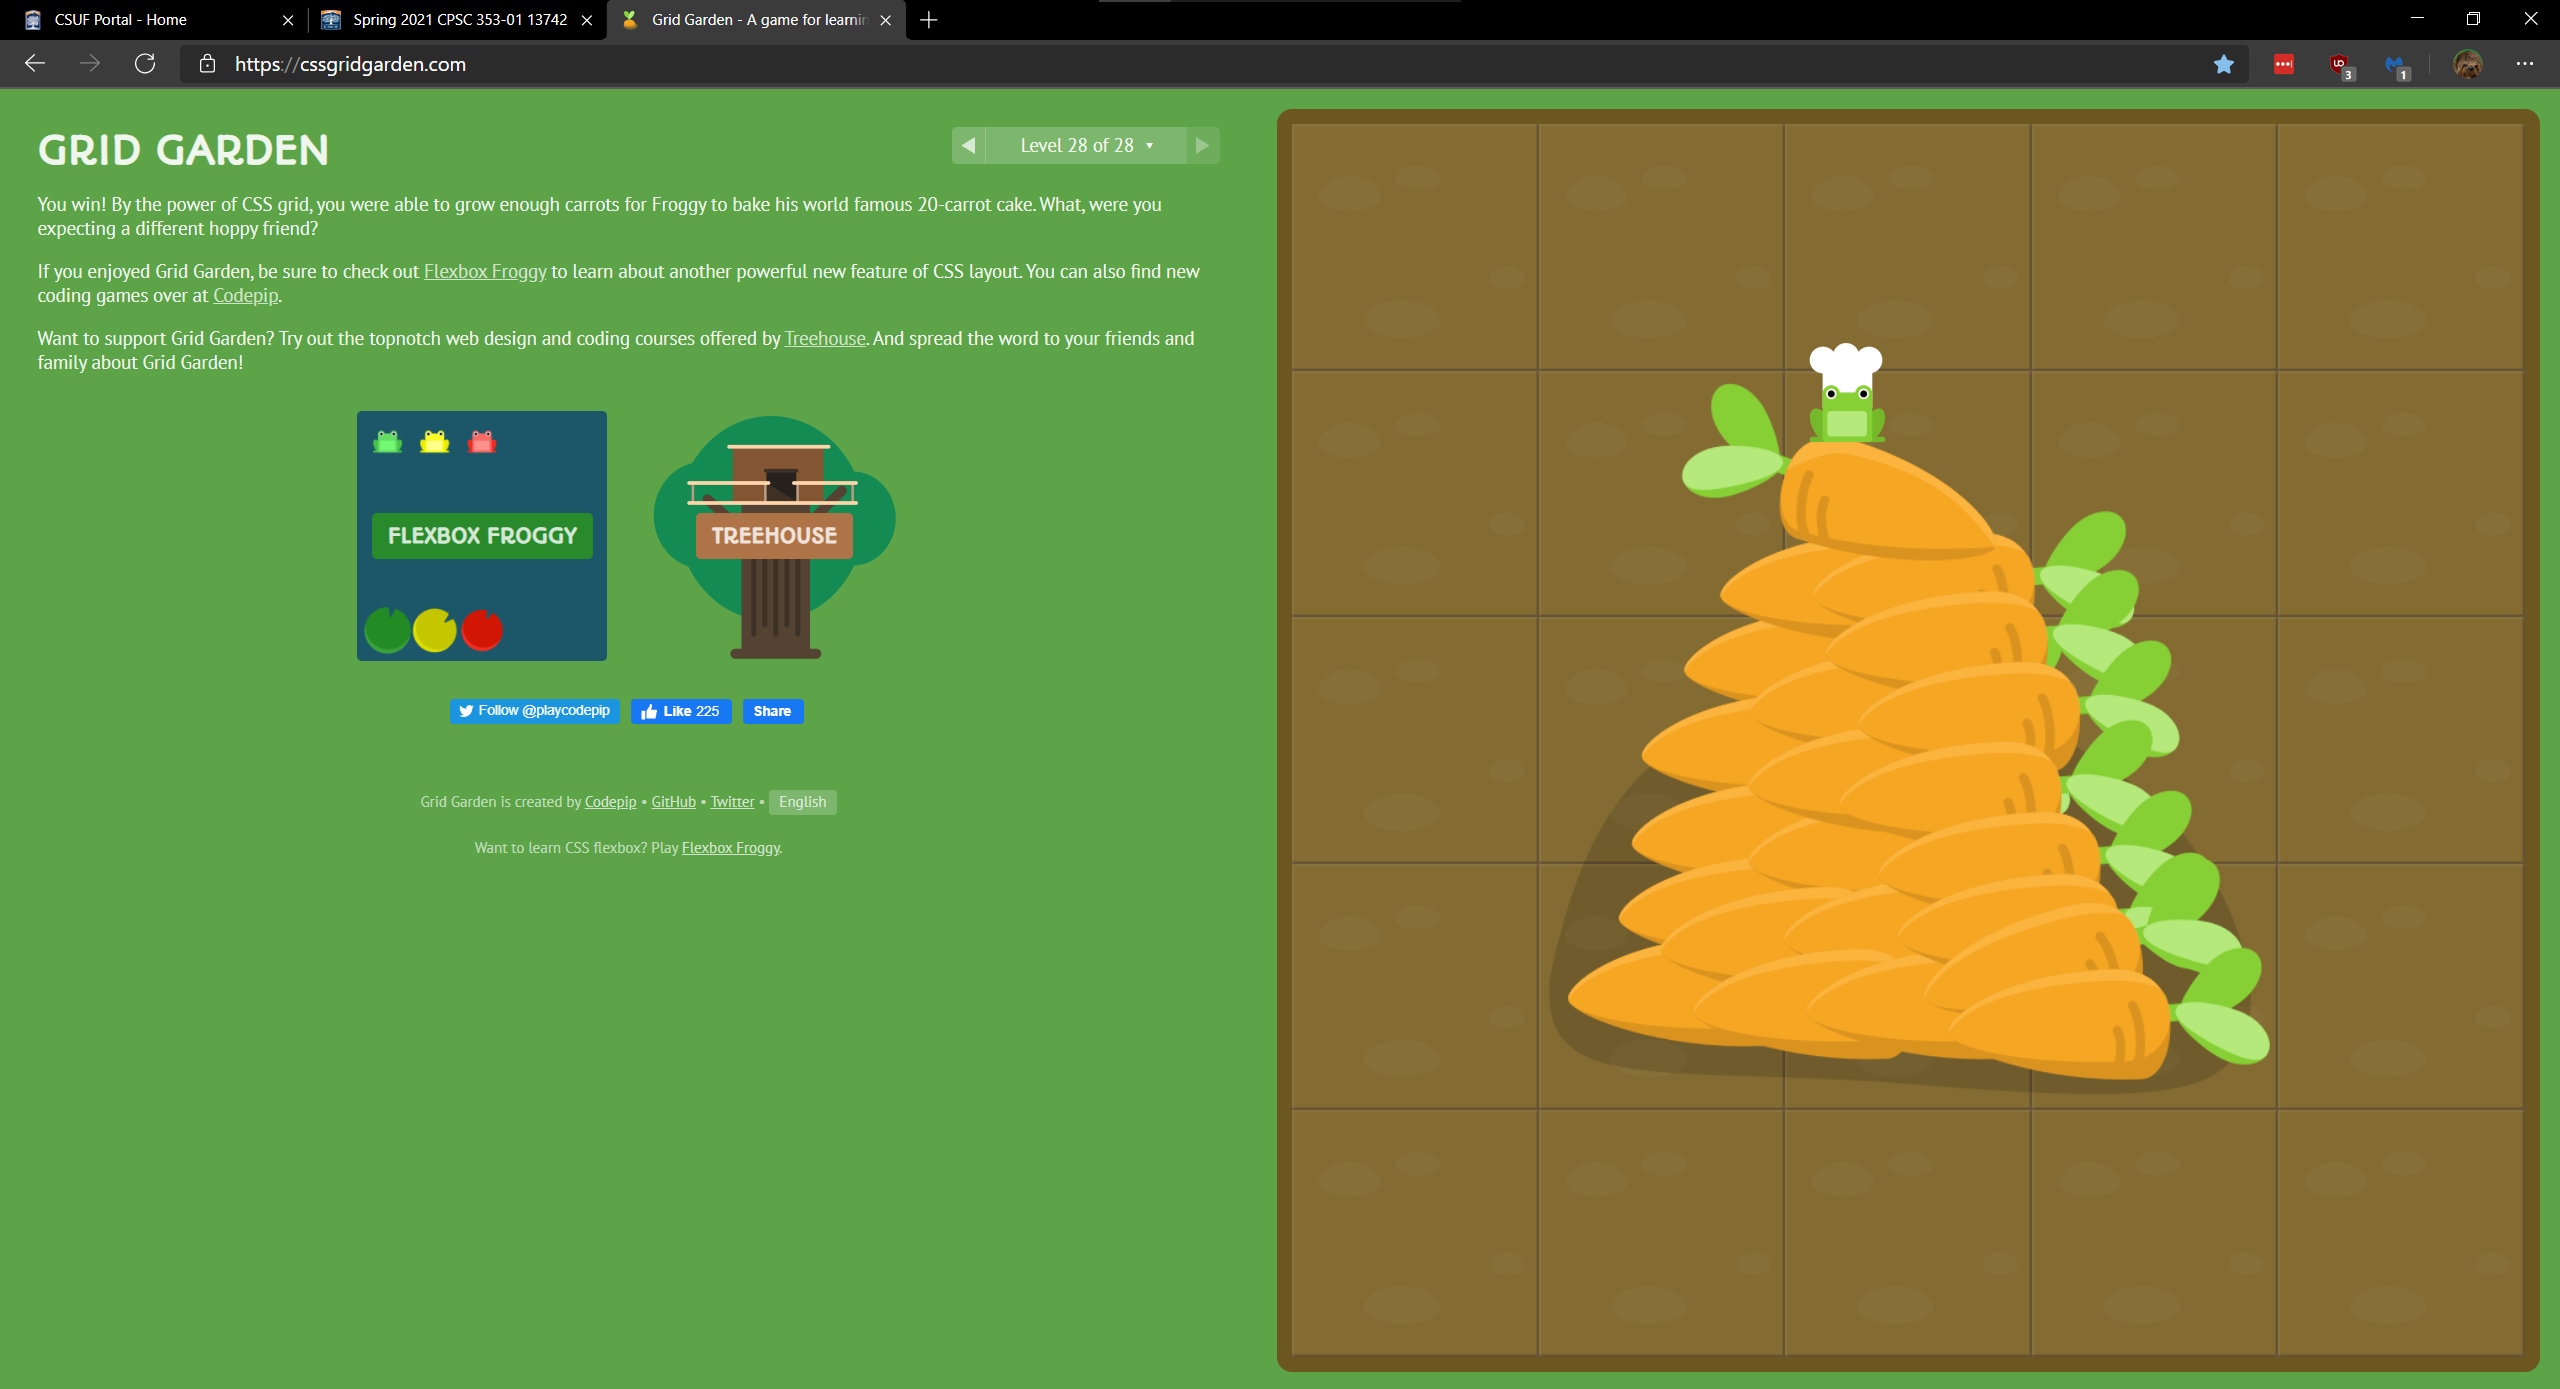 CSUF Portal - Home
Spring 2021 CPSC 353-01 13742
Grid Garden - A game for learnin
https://cssgridgarden.com
3
1
GRID GARDEN
Level 28 of 28
You win! By the power of CSS grid, you were able to grow enough carrots for Froggy to bake his world famous 20-carrot cake. What, were you
expecting a different hoppy friend?
If you enjoyed Grid Garden, be sure to check out Flexbox Froggy to learn about another powerful new feature of CSS layout. You can also find new
coding games over at Codepip.
Want to support Grid Garden? Try out the topnotch web design and coding courses offered by Treehouse. And spread the word to your friends and
family about Grid Garden!
FLEXBOX FROGGY
TREEHOUSE
Follow @playcodepip
Like 225
Share
Grid Garden is created by Codepip • GitHub • Twitter • English
Want to learn CSS flexbox? Play Flexbox Froggy.